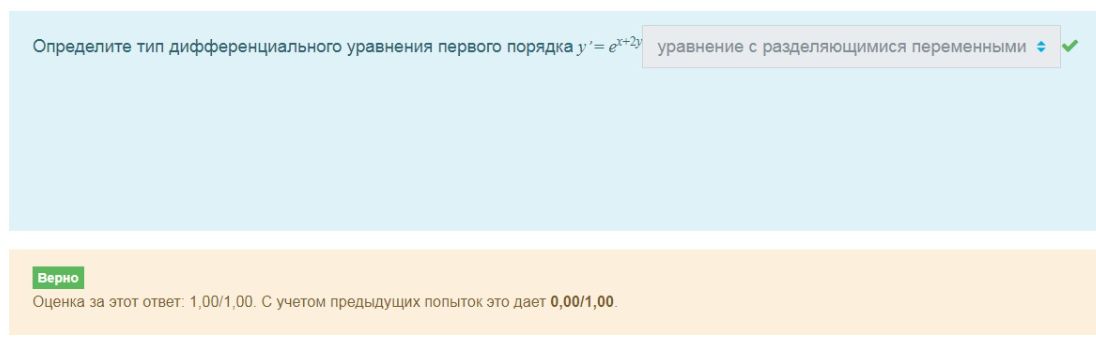 Определите тип дифференциального уравнения первого порядка y'= e^{x+2y} уравнение с разделяющимися переменными
Верно
Оценка за этот ответ: 1,00/1,00. С учетом предыдущих попыток это дает 0,00/1,00.